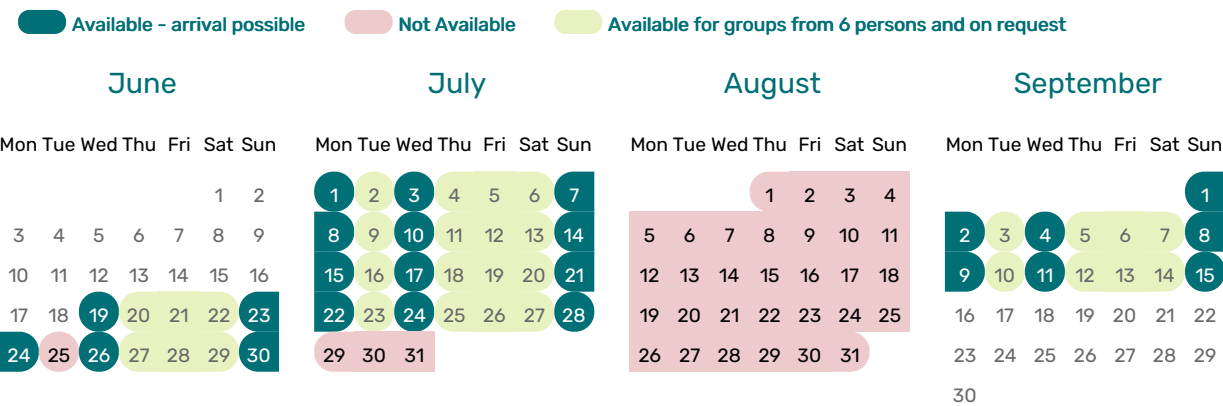 Available - arrival possible Not Available Available for groups from 6 persons and on request
June July August September
Mon Tue Wed Thu Fri Sat Sun Mon Tue Wed Thu Fri Sat Sun Mon Tue Wed Thu Fri Sat Sun Mon Tue Wed Thu Fri Sat Sun
1 2 1 2 3 4 5 6 7 1 2 3 4 1
3 4 5 6 7 8 9 8 9 10 11 12 13 14 5 6 7 8 9 10 11 2 3 4 5 6 7 8
10 11 12 13 14 15 16 15 16 17 18 19 20 21 12 13 14 15 16 17 18 9 10 11 12 13 14 15
17 18 19 20 21 22 23 22 23 24 25 26 27 28 19 20 21 22 23 24 25 16 17 18 19 20 21 22
24 25 26 27 28 29 30 29 30 31 26 27 28 29 30 31 23 24 25 26 27 28 29
30